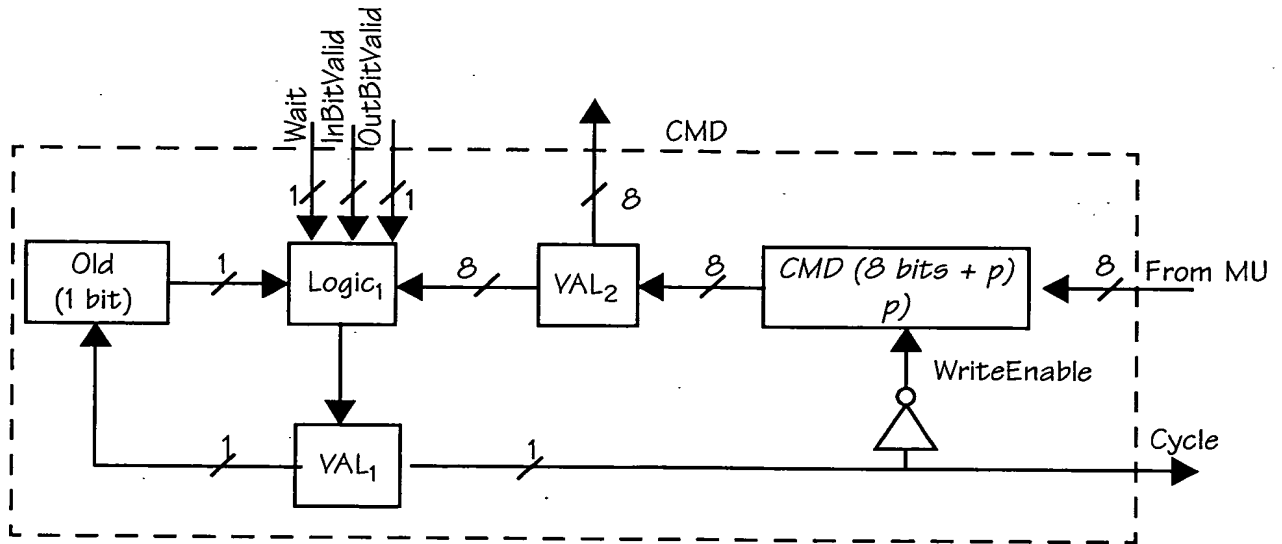 Wait
InBitValid
OutBitValid
CMD
1
1
8
Old
(1 bit)
1
Logic1
8
VAL2
8
CMD (8 bits + p)
p)
8
From MU
WriteEnable
1
VAL1
1
Cycle